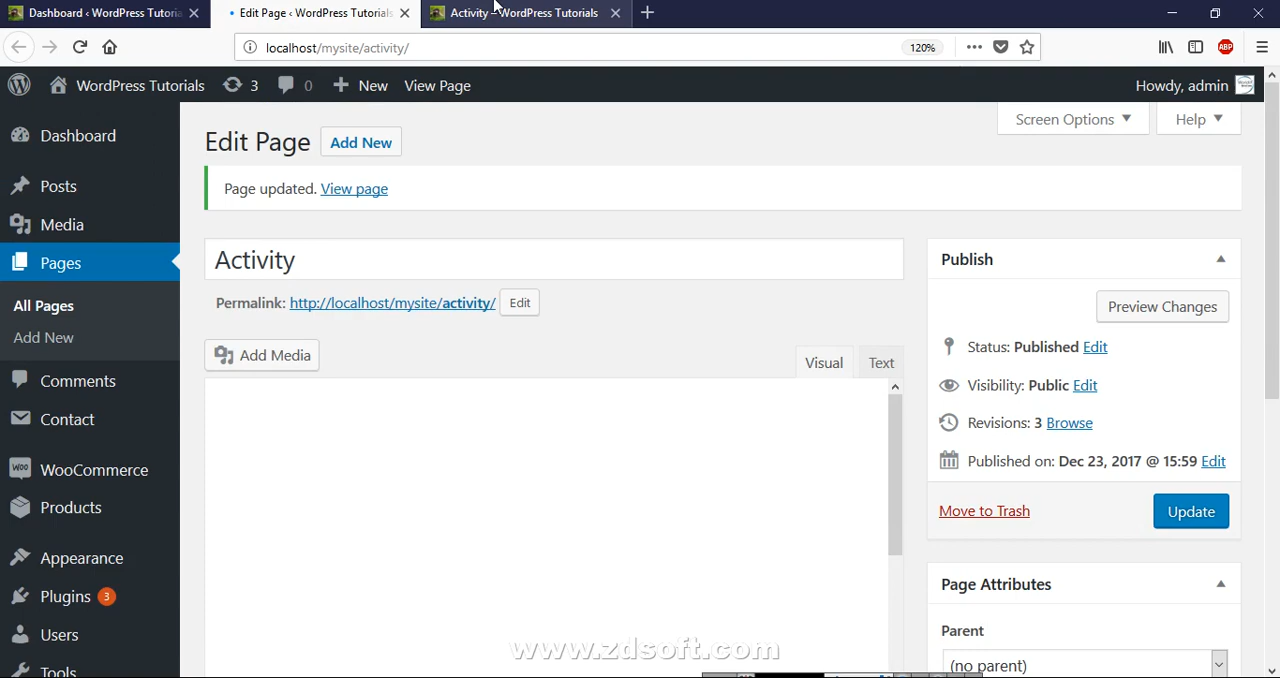 Dashboard ‹ WordPress Tutoria
Edit Page ‹ WordPress Tutorials
Activity – WordPress Tutorials
localhost/mysite/activity/
120%
ABP
WordPress Tutorials
3
0
New
View Page
Howdy, admin
Dashboard
Posts
Media
Pages
All Pages
Add New
Comments
Contact
WOO
WooCommerce
Products
Appearance
Plugins 3
Users
Tools
Screen Options
Help
Edit Page
Add New
Page updated. View page
Activity
Permalink: http://localhost/mysite/activity/ Edit
Add Media
Visual
Text
Publish
Preview Changes
Status: Published Edit
Visibility: Public Edit
Revisions: 3 Browse
Published on: Dec 23, 2017 @ 15:59 Edit
Move to Trash
Update
Page Attributes
Parent
(no parent)
www.zdsoft.com